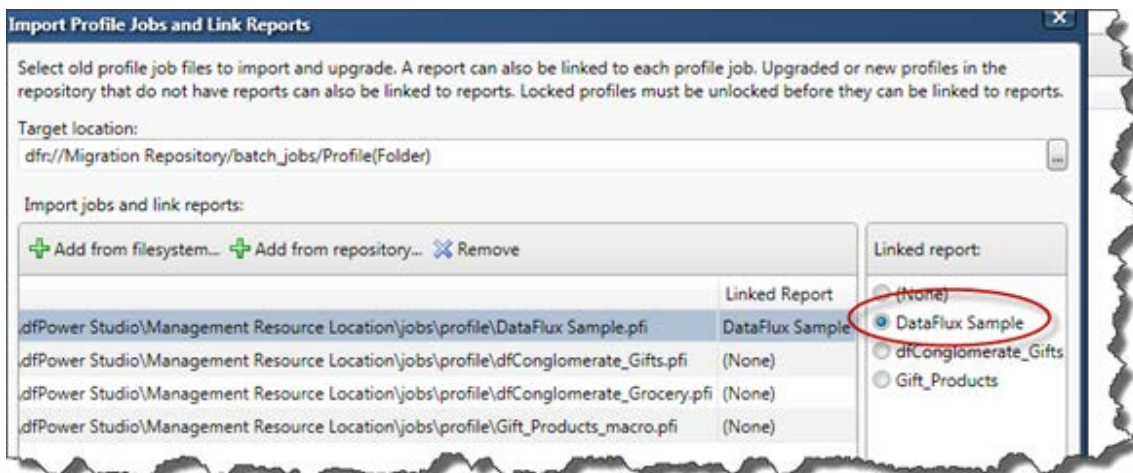 Import Profile Jobs and Link Reports
X
Select old profile job files to import and upgrade. A report can also be linked to each profile job. Upgraded or new profiles in the
repository that do not have reports can also be linked to reports. Locked profiles must be unlocked before they can be linked to reports.
Target location:
dfr://Migration Repository/batch_jobs/Profile(Folder)
...
Import jobs and link reports:
Add from filesystem... Add from repository... Remove
Linked Report
.dfPower Studio\Management Resource Location\jobs\profile\DataFlux Sample.pfi DataFlux Sample
.dfPower Studio\Management Resource Location\jobs\profile\dfConglomerate_Gifts.pfi (None)
.dfPower Studio\Management Resource Location\jobs\profile\dfConglomerate_Grocery.pfi (None)
.dfPower Studio\Management Resource Location\jobs\profile\Gift_Products_macro.pfi (None)
Linked report:
(None)
DataFlux Sample
dfConglomerate_Gifts
Gift_Products